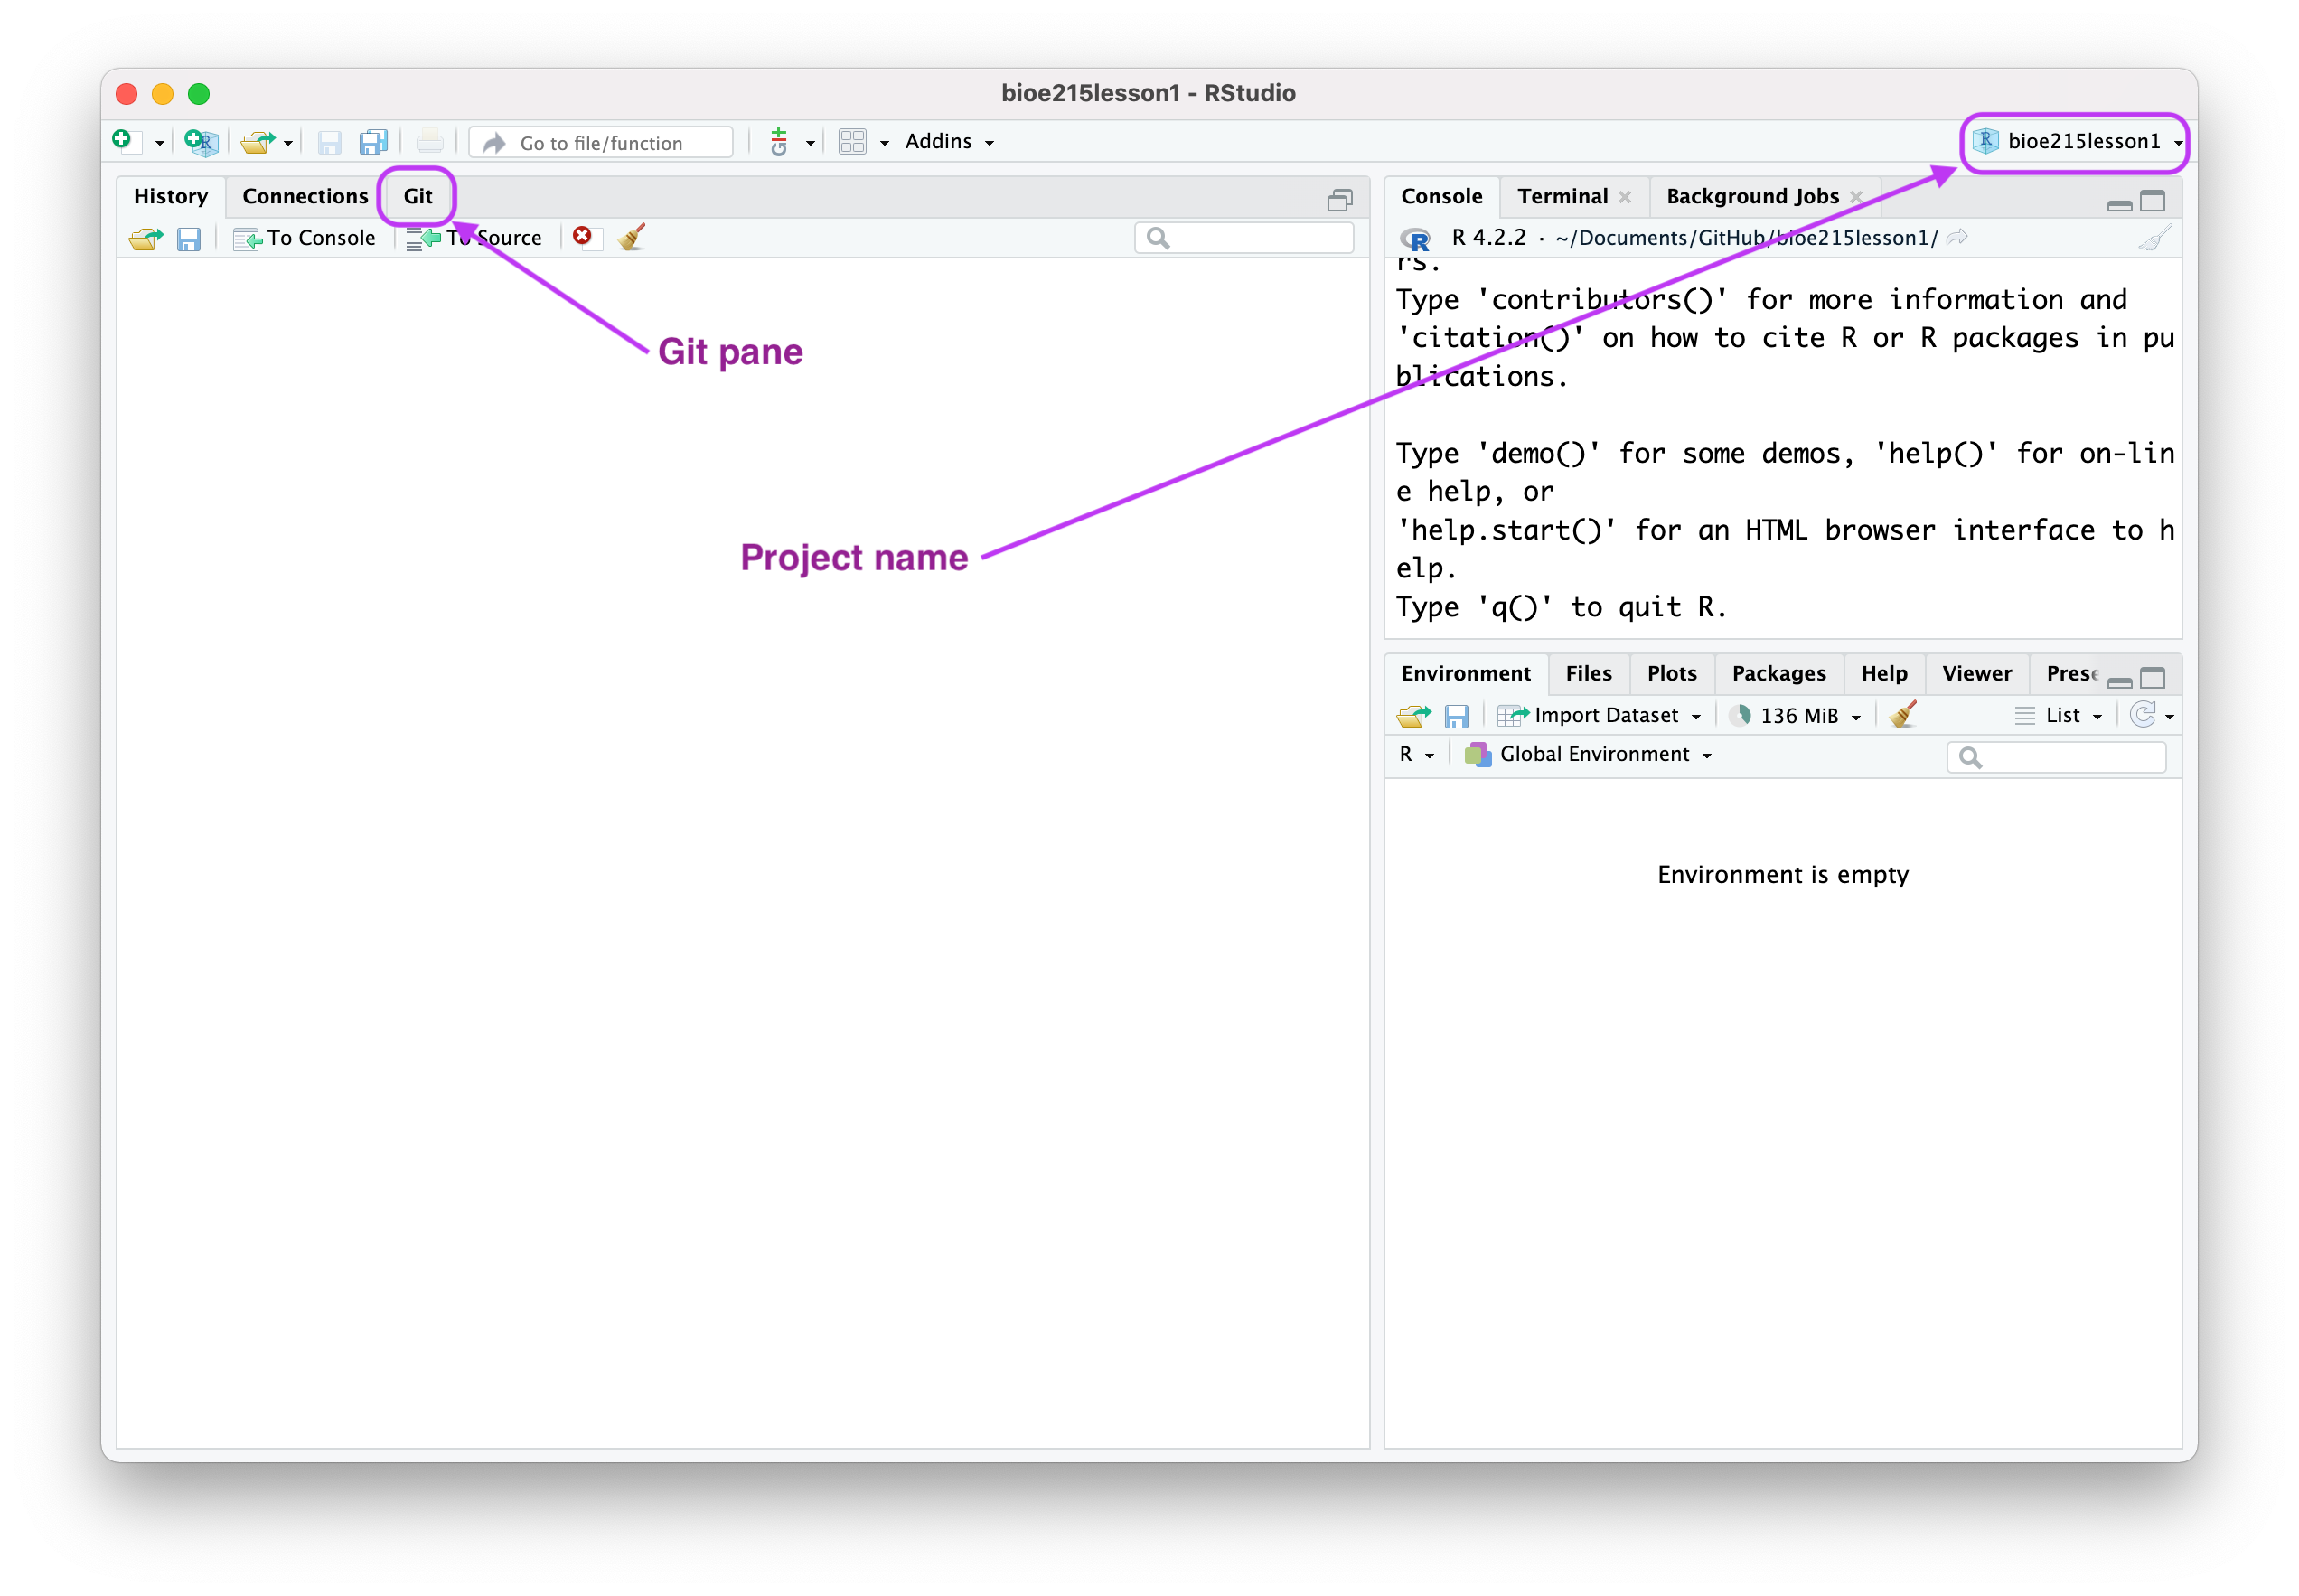 bioe215lesson1 - RStudio
Go to file/function
Addins
bioe215lesson1
History Connections Git
To Console To Source
Git pane
Project name
Console Terminal Background Jobs
R 4.2.2 · ~/Documents/GitHub/bioe215lesson1/
rs.
Type 'contributors()' for more information and
'citation()' on how to cite R or R packages in pu
blications.
Type 'demo()' for some demos, 'help()' for on-lin
e help, or
'help.start()' for an HTML browser interface to h
elp.
Type 'q()' to quit R.
Environment Files Plots Packages Help Viewer Prese
Import Dataset 136 MiB List
R Global Environment
Environment is empty